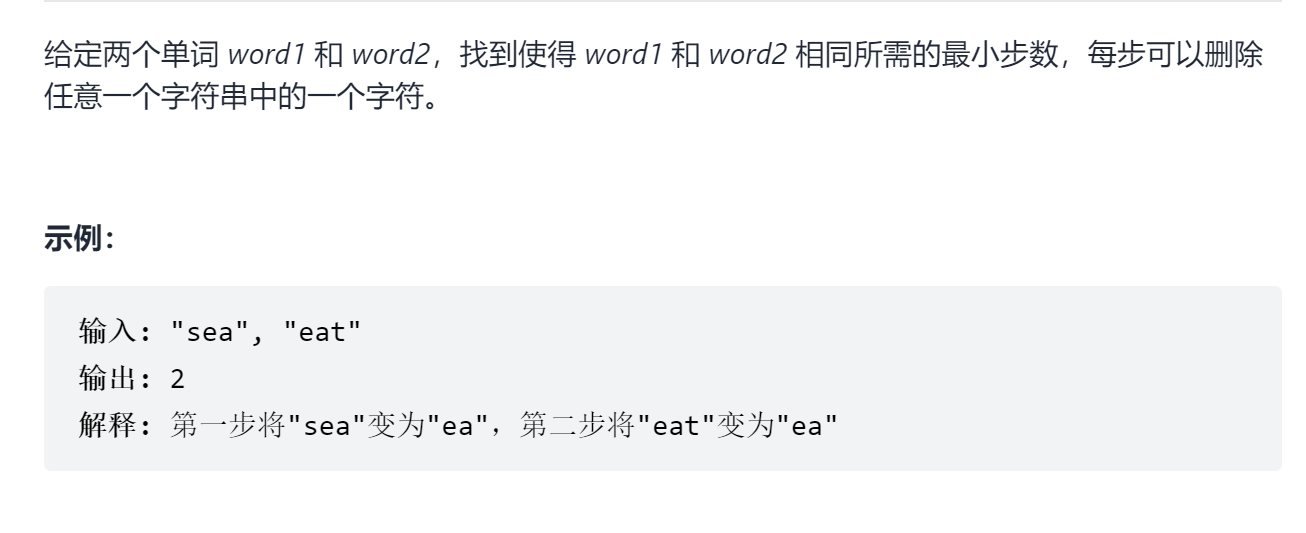 给定两个单词 word1 和 word2，找到使得 word1 和 word2 相同所需的最小步数，每步可以删除
任意一个字符串中的一个字符。
示例：
输入: "sea", "eat"
输出: 2
解释: 第一步将"sea"变为"ea"，第二步将"eat"变为"ea"